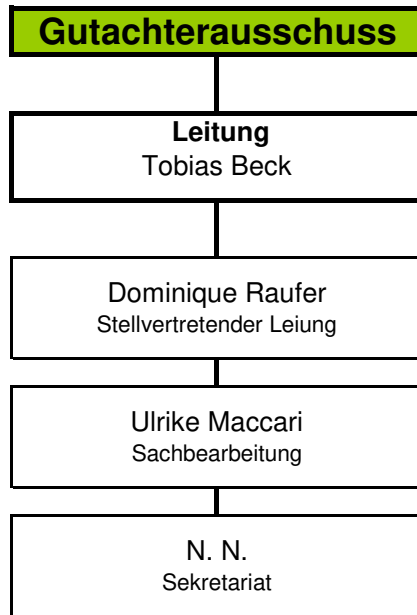 Gutachterausschuss
Leitung
Tobias Beck
Dominique Raufer
Stellvertretender Leiung
Ulrike Maccari
Sachbearbeitung
N. N.
Sekretariat